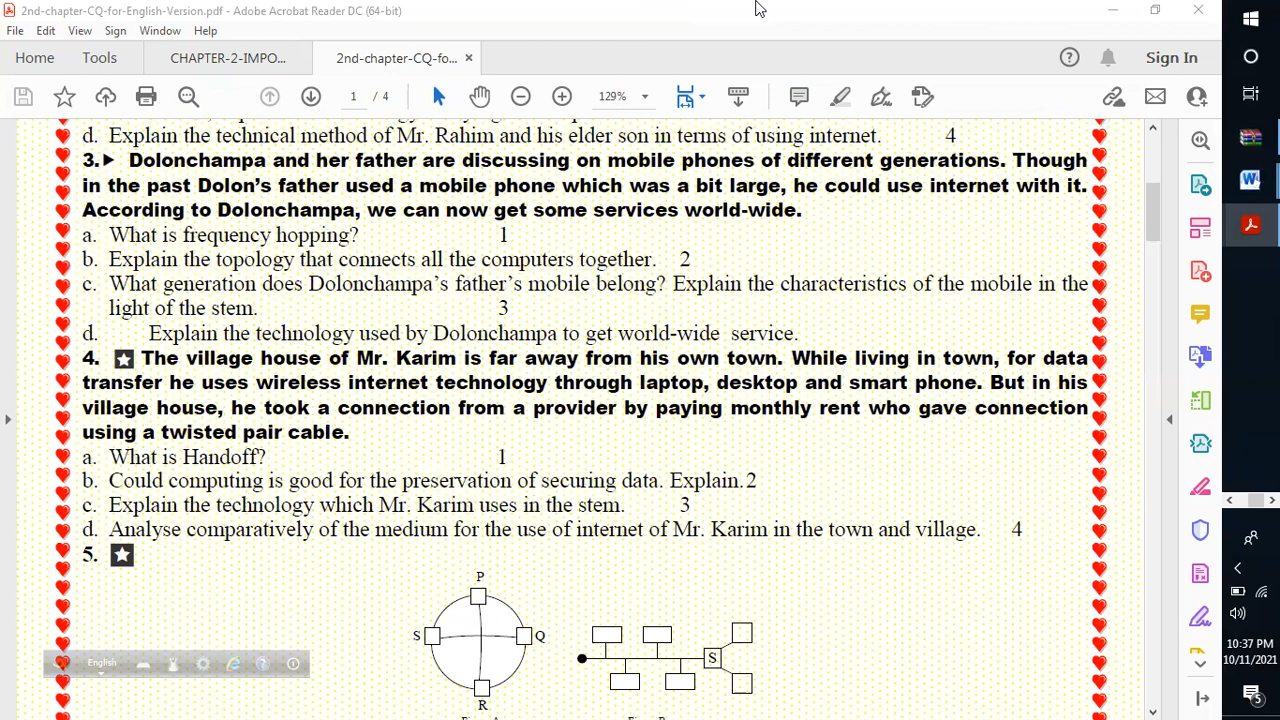 2nd-chapter-CQ-for-English-Version.pdf - Adobe Acrobat Reader DC (64-bit)
File Edit View Sign Window Help
Home Tools CHAPTER-2-IMPO... 2nd-chapter-CQ-fo... × Sign In
1 / 4 129%
d. Explain the technical method of Mr. Rahim and his elder son in terms of using internet. 4
3.► Dolonchampa and her father are discussing on mobile phones of different generations. Though
in the past Dolon's father used a mobile phone which was a bit large, he could use internet with it.
According to Dolonchampa, we can now get some services world-wide.
a. What is frequency hopping? 1
b. Explain the topology that connects all the computers together. 2
c. What generation does Dolonchampa's father's mobile belong? Explain the characteristics of the mobile in the
light of the stem. 3
d. Explain the technology used by Dolonchampa to get world-wide service.
4. ★ The village house of Mr. Karim is far away from his own town. While living in town, for data
transfer he uses wireless internet technology through laptop, desktop and smart phone. But in his
village house, he took a connection from a provider by paying monthly rent who gave connection
using a twisted pair cable.
a. What is Handoff? 1
b. Could computing is good for the preservation of securing data. Explain.2
c. Explain the technology which Mr. Karim uses in the stem. 3
d. Analyse comparatively of the medium for the use of internet of Mr. Karim in the town and village. 4
5. ★
P
S Q S
R
English
10:37 PM
10/11/2021
5